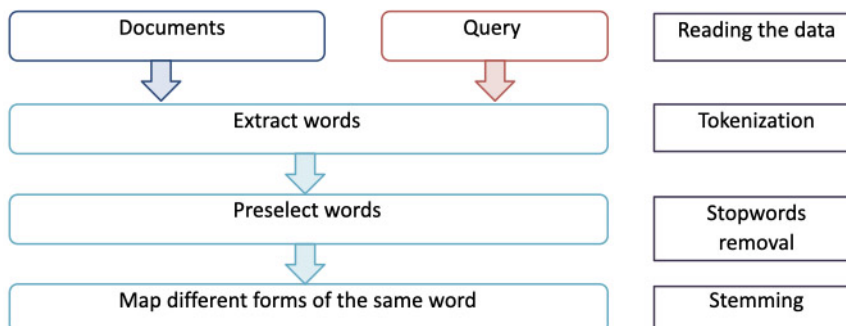 Documents
Query
Reading the data
Extract words
Tokenization
Preselect words
Stopwords
removal
Map different forms of the same word
Stemming